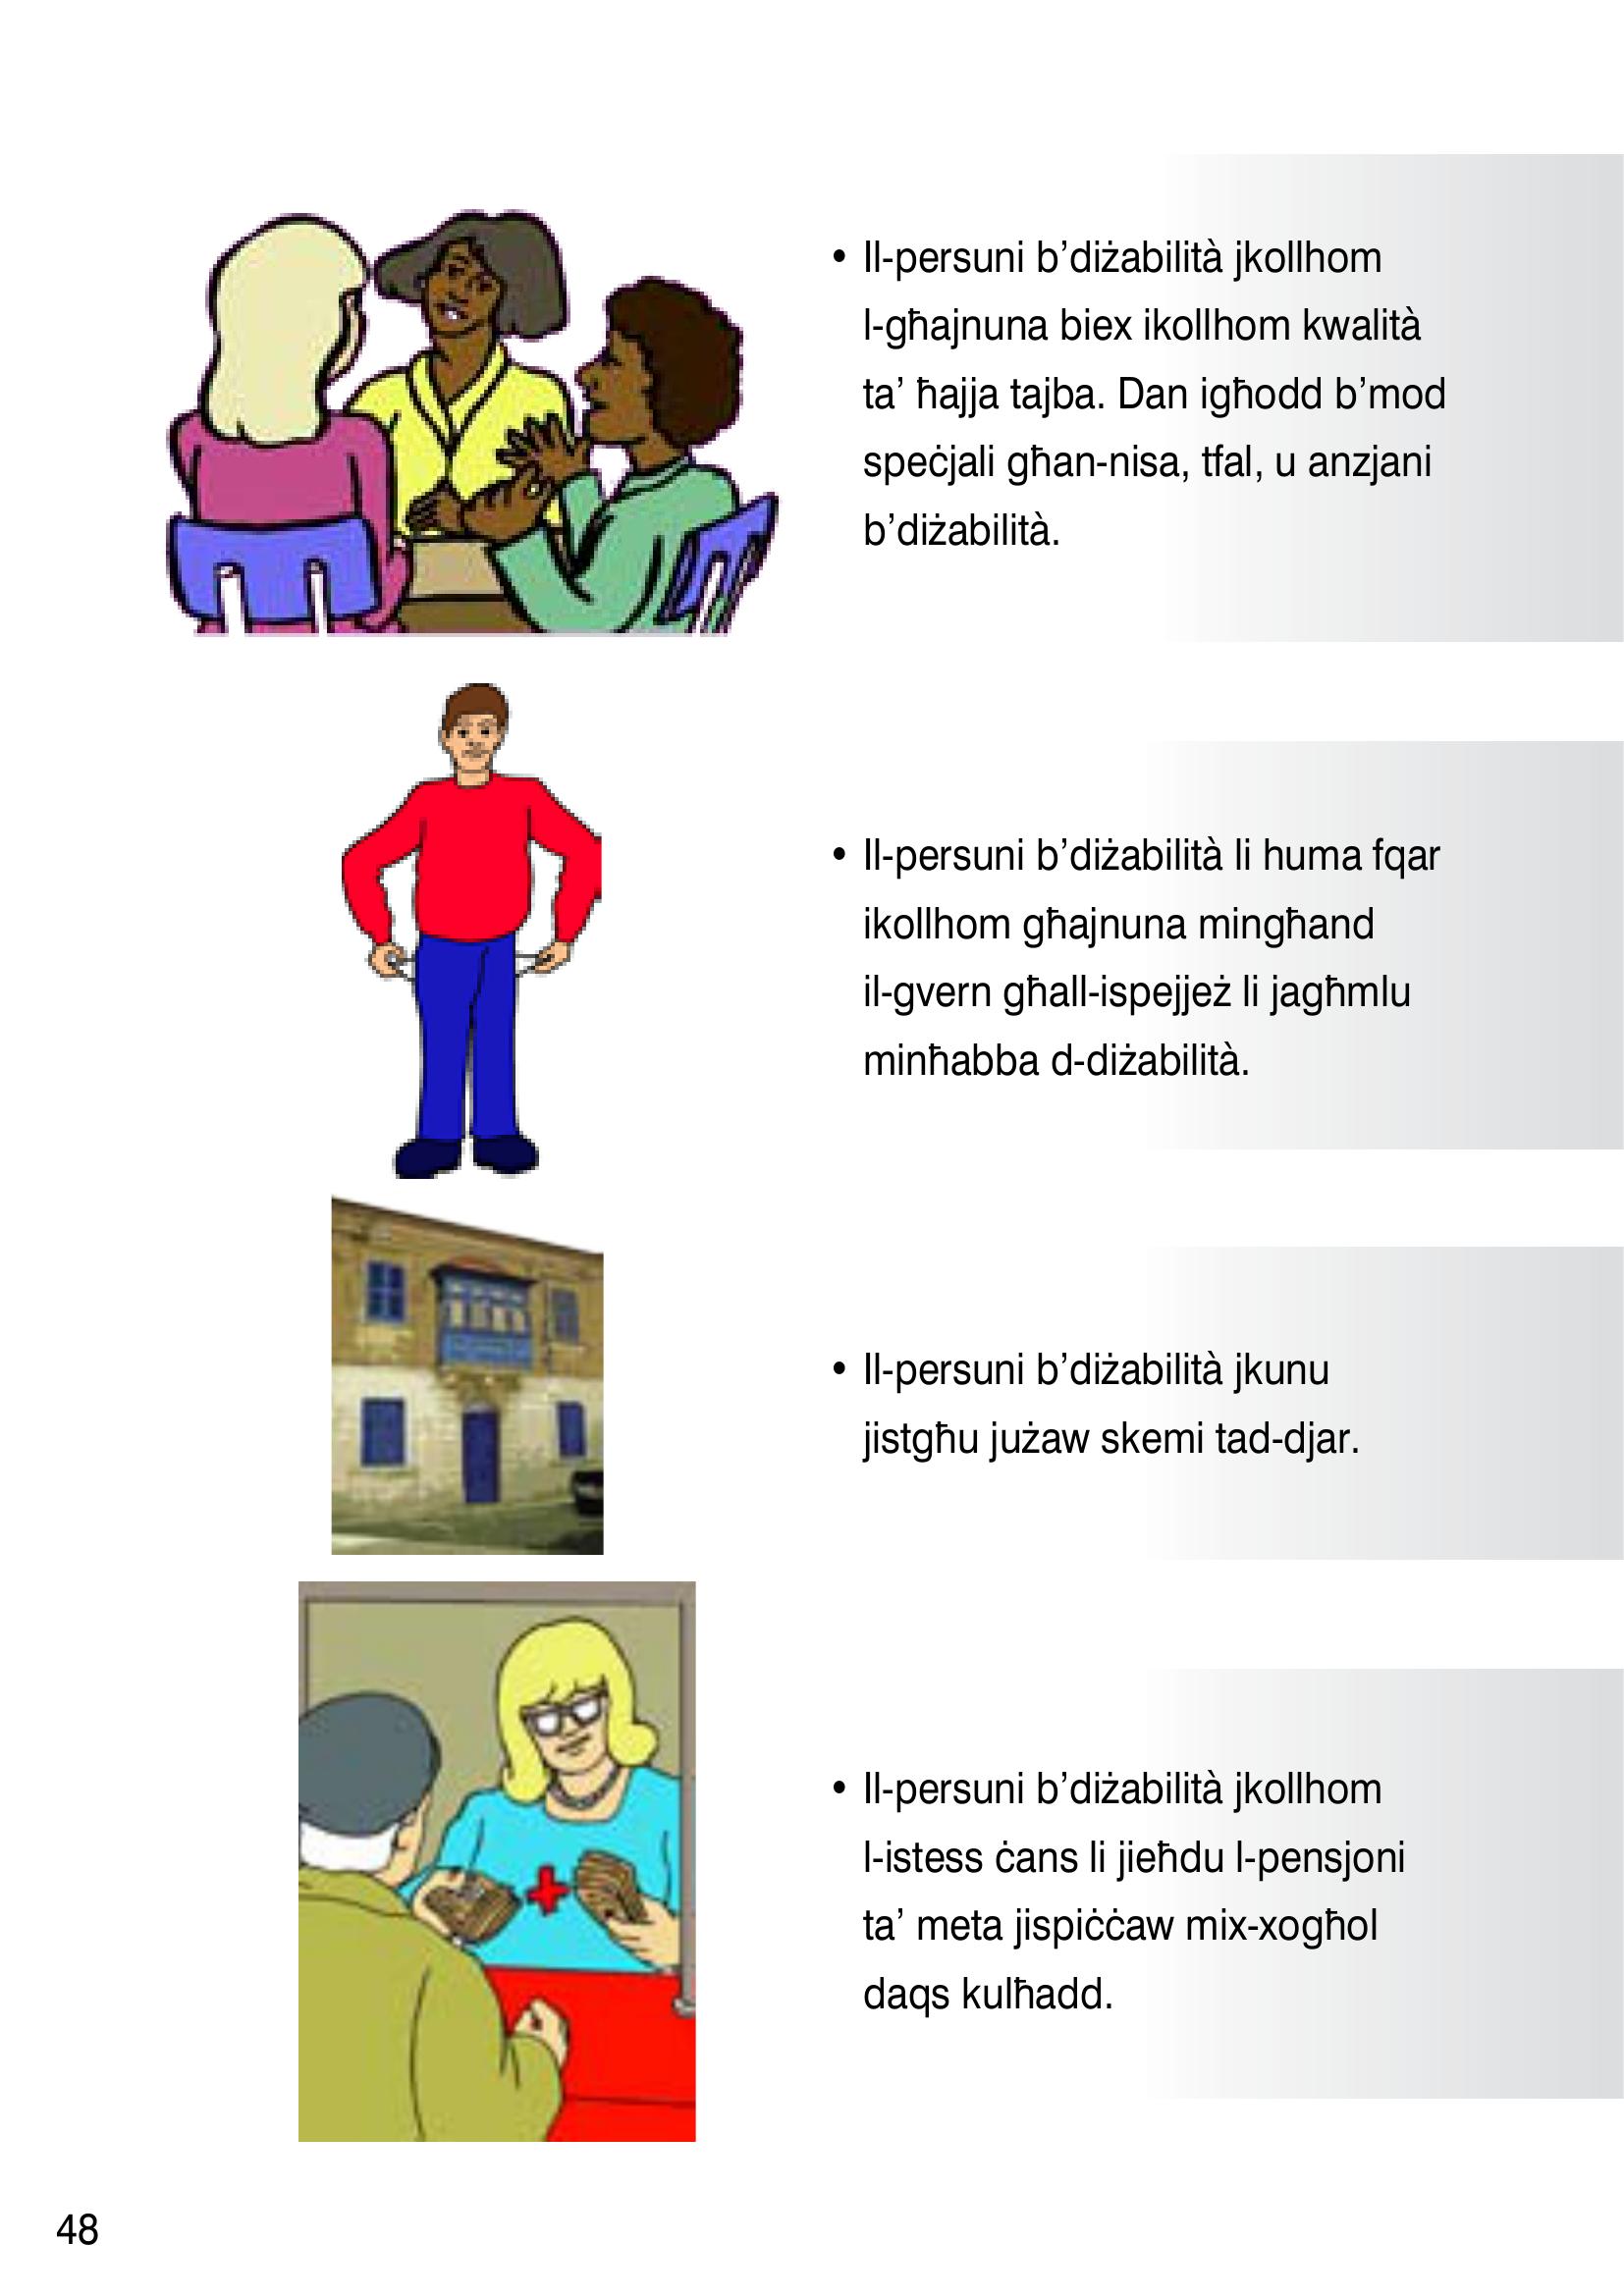 • Il-persuni b’diżabilità jkollhom
l-għajnuna biex ikollhom kwalità
ta’ ħajja tajba. Dan igħodd b’mod
speċjali għan-nisa, tfal, u anzjani
b’diżabilità.
• Il-persuni b’diżabilità li huma fqar
ikollhom għajnuna mingħand
il-gvern għall-ispejjeż li jagħmlu
minħabba d-diżabilità.
• Il-persuni b’diżabilità jkunu
jistgħu jużaw skemi tad-djar.
• Il-persuni b’diżabilità jkollhom
l-istess ċans li jieħdu l-pensjoni
ta’ meta jispiċċaw mix-xogħol
daqs kulħadd.
48